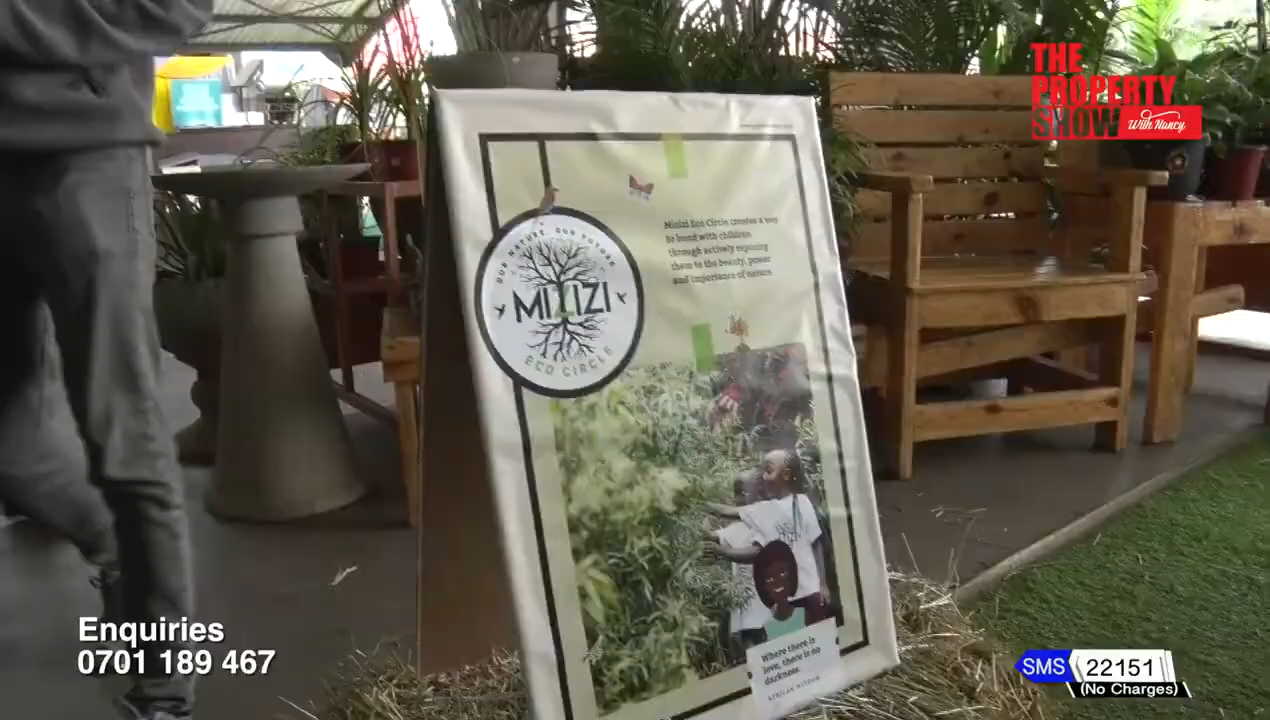 THE
PROPERTY
SHOW
With Nancy
OUR NATURE. OUR FUTURE.
MIZIZI
ECO CIRCLE
Mizizi Eco Circle creates a way
to bond with children
through actively exposing
them to the beauty, power
and importance of nature
MIZIZI
Where there is
love, there is no
darkness.
AFRICAN WISDOM
Enquiries
0701 189 467
SMS 22151
(No Charges)